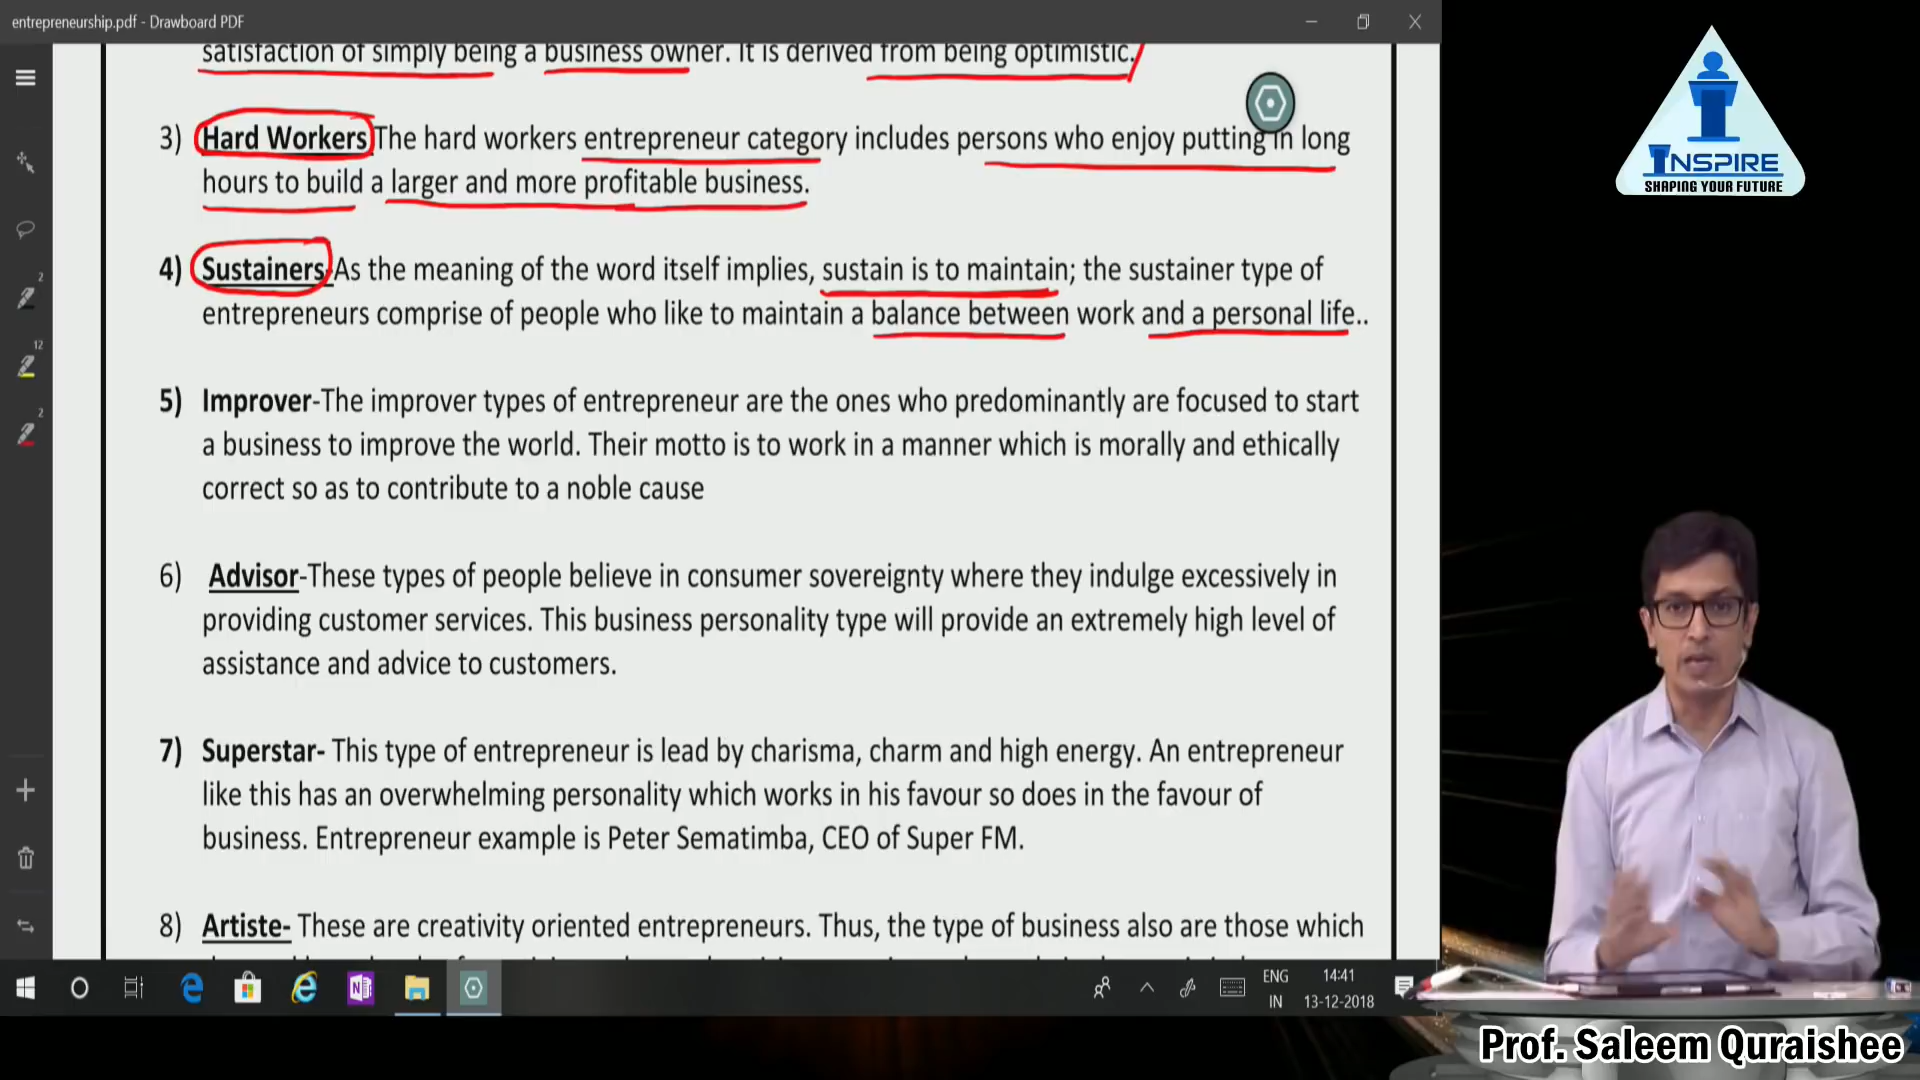 entrepreneurship.pdf - Drawboard PDF
satisfaction of simply being a business owner. It is derived from being optimistic.
3) Hard Workers The hard workers entrepreneur category includes persons who enjoy putting in long
hours to build a larger and more profitable business.
4) Sustainers-As the meaning of the word itself implies, sustain is to maintain; the sustainer type of
entrepreneurs comprise of people who like to maintain a balance between work and a personal life..
5) Improver-The improver types of entrepreneur are the ones who predominantly are focused to start
a business to improve the world. Their motto is to work in a manner which is morally and ethically
correct so as to contribute to a noble cause
6) Advisor-These types of people believe in consumer sovereignty where they indulge excessively in
providing customer services. This business personality type will provide an extremely high level of
assistance and advice to customers.
7) Superstar- This type of entrepreneur is lead by charisma, charm and high energy. An entrepreneur
like this has an overwhelming personality which works in his favour so does in the favour of
business. Entrepreneur example is Peter Sematimba, CEO of Super FM.
8) Artiste- These are creativity oriented entrepreneurs. Thus, the type of business also are those which
2
12
2
ENG
IN
14:41
13-12-2018
INSPIRE
SHAPING YOUR FUTURE
Prof. Saleem Quraishee